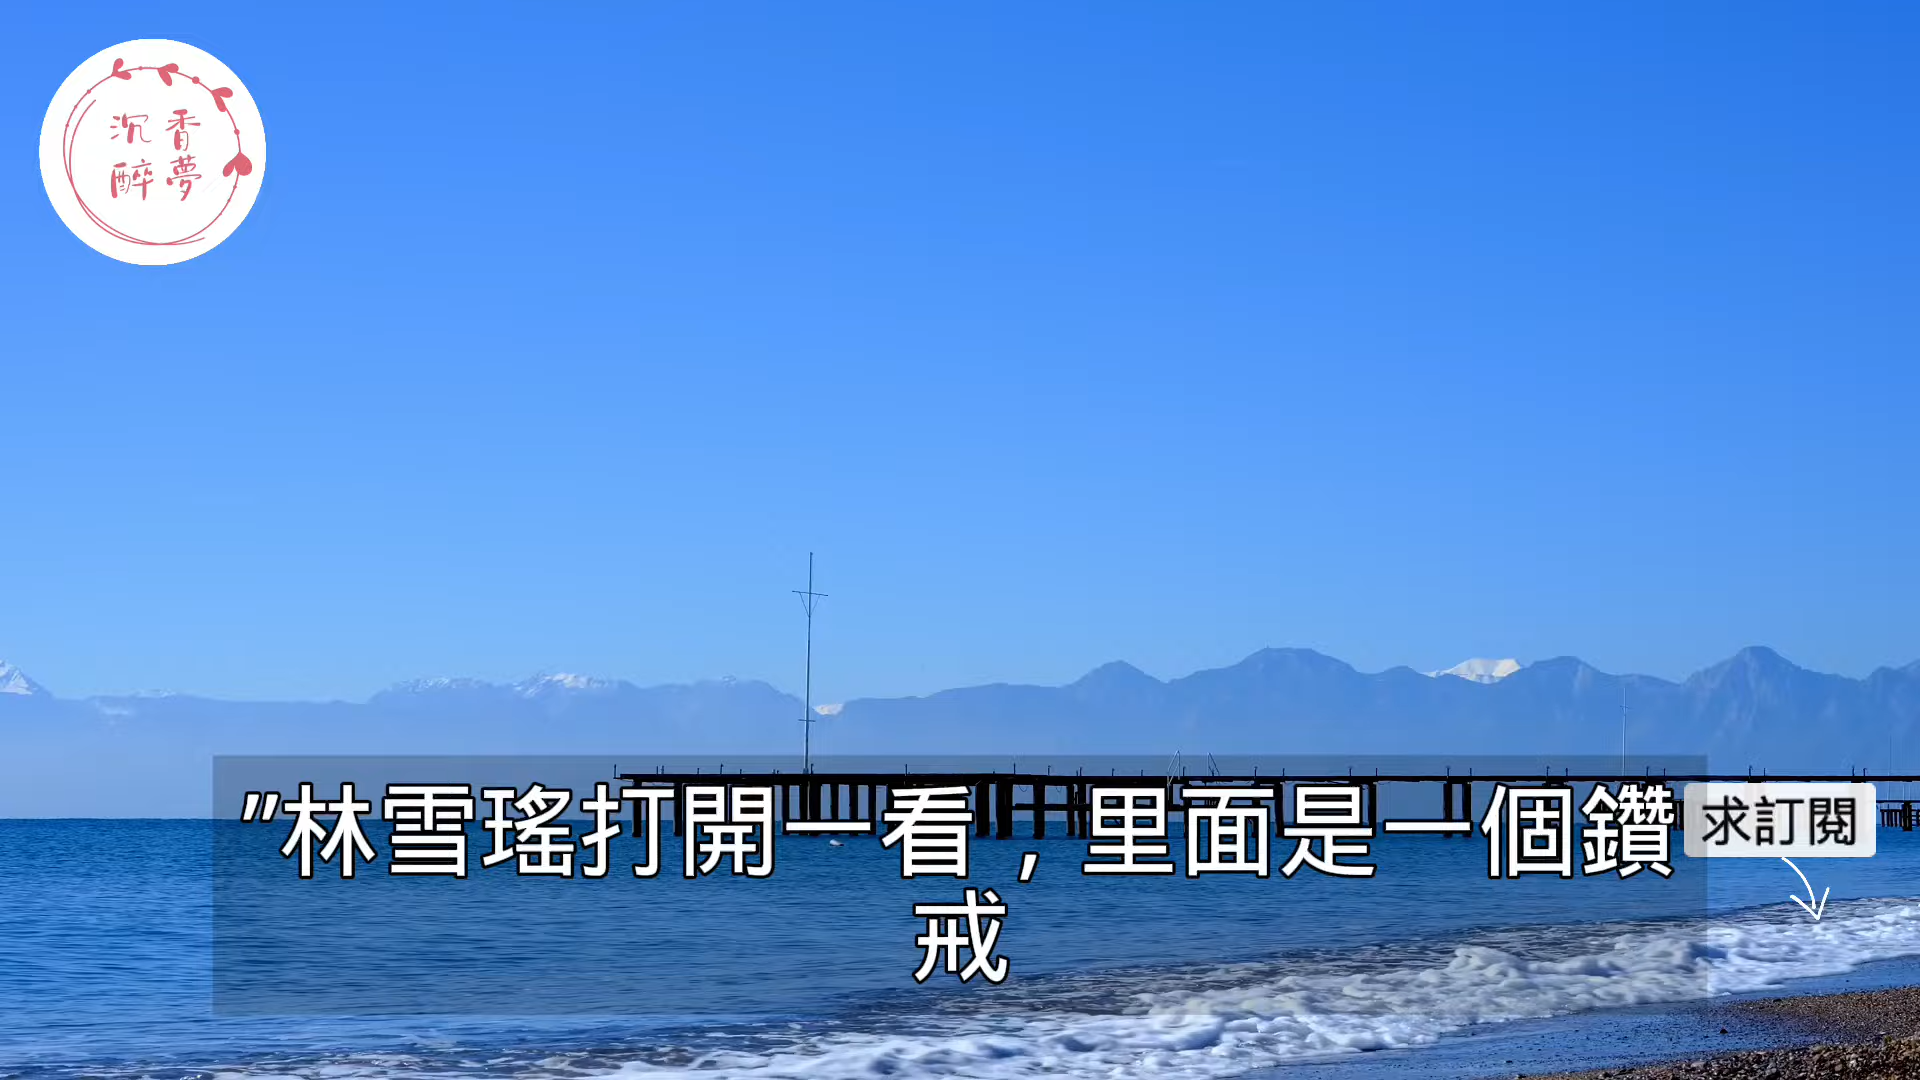 沉香
醉夢
"林雪瑤打開一看，里面是一個鑽
戒
求訂閱